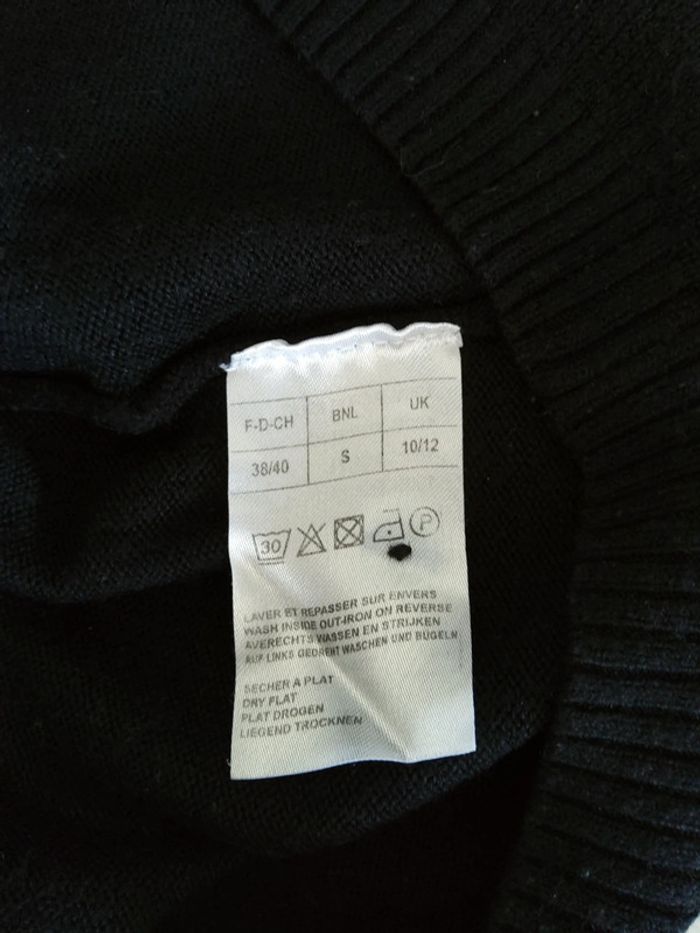 F-D-CH BNL UK
38/40 S 10/12
30 P
LAVER ET REPASSER SUR ENVERS
WASH INSIDE OUT-IRON ON REVERSE
AVERECHTS WASSEN EN STRIJKEN
AUF LINKS GEDREHT WASCHEN UND BÜGELN
SECHER A PLAT
DRY FLAT
PLAT DROGEN
LIEGEND TROCKNEN